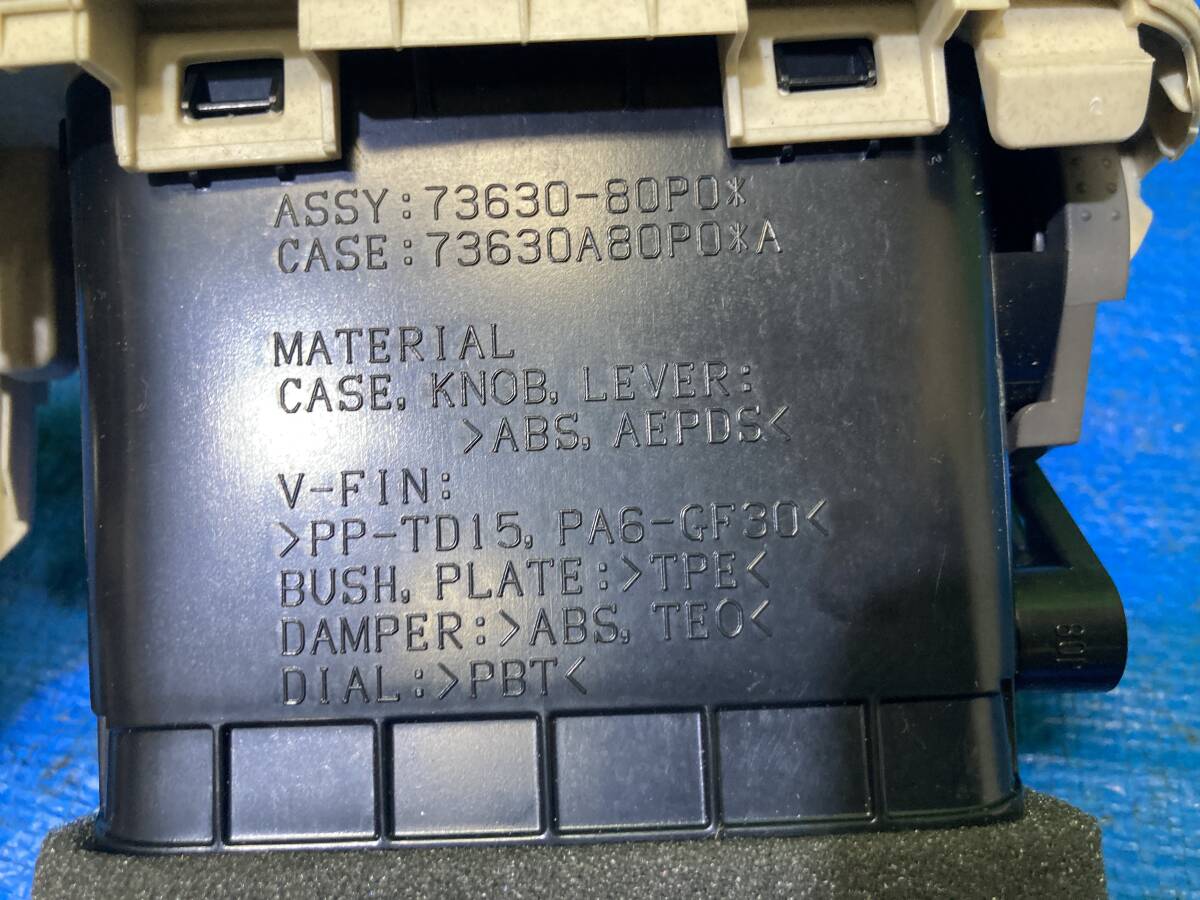 ASSY:73630-80P0*
CASE:73630A80P0*A
MATERIAL
CASE, KNOB, LEVER:
>ABS, AEPDS<
V-FIN:
>PP-TD15, PA6-GF30<
BUSH, PLATE:>TPE<
DAMPER:>ABS, TEO<
DIAL:>PBT<